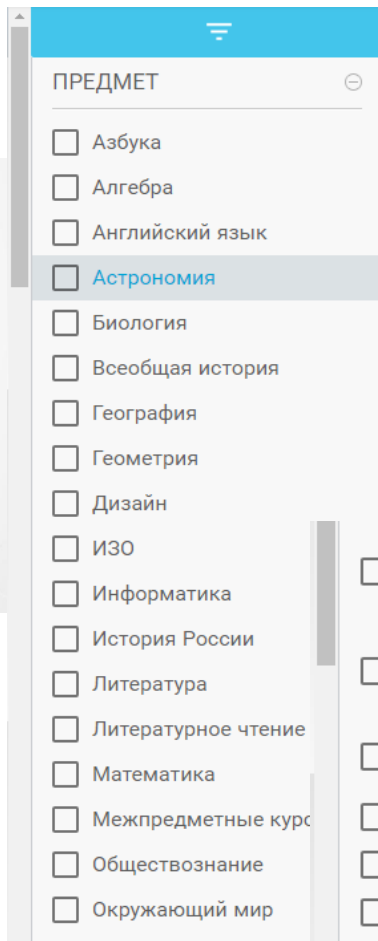 ПРЕДМЕТ
Азбука
Алгебра
Английский язык
Астрономия
Биология
Всеобщая история
География
Геометрия
Дизайн
ИЗО
Информатика
История России
Литература
Литературное чтение
Математика
Межпредметные курс
Обществознание
Окружающий мир